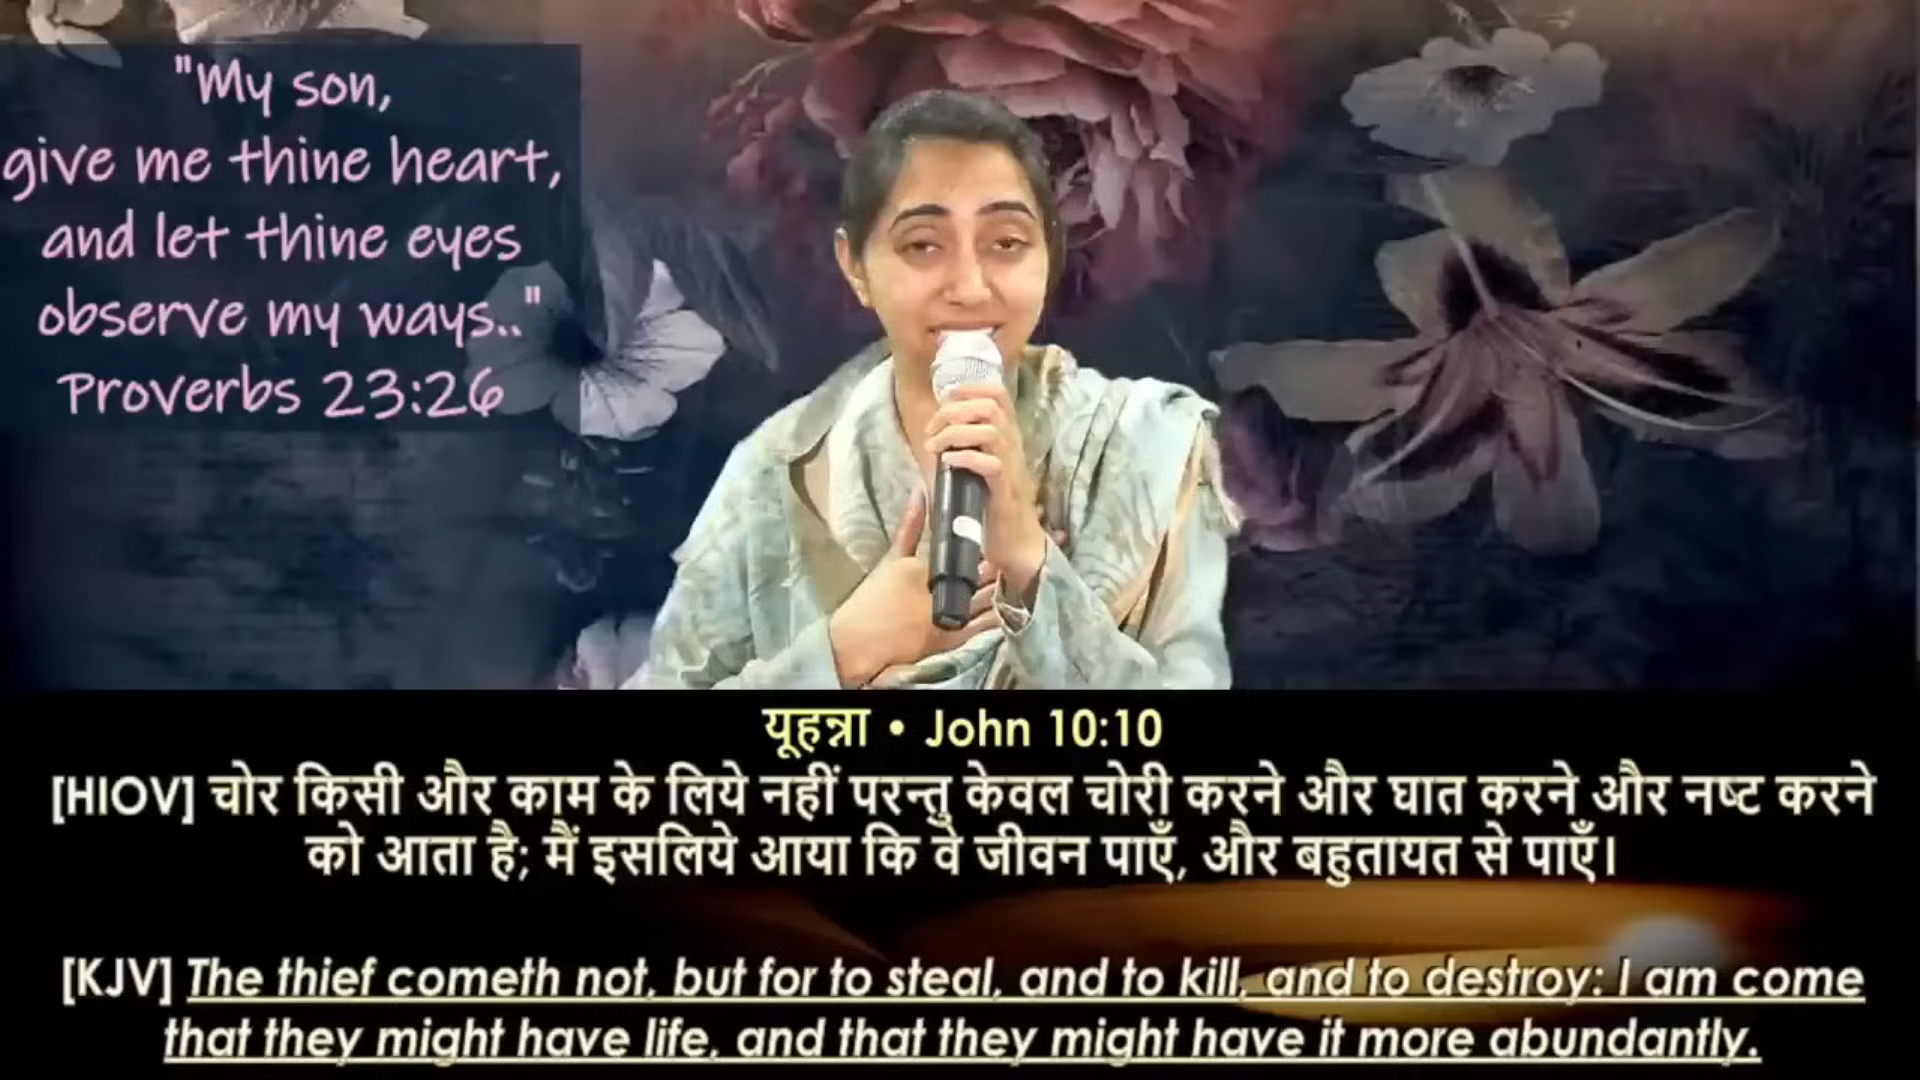 "My son,
give me thine heart,
and let thine eyes
observe my ways.."
Proverbs 23:26
यूहन्ना • John 10:10
[HIOV] चोर किसी और काम के लिये नहीं परन्तु केवल चोरी करने और घात करने और नष्ट करने
को आता है; मैं इसलिये आया कि वे जीवन पाएँ, और बहुतायत से पाएँ।
[KJV] The thief cometh not, but for to steal, and to kill, and to destroy: I am come
that they might have life, and that they might have it more abundantly.